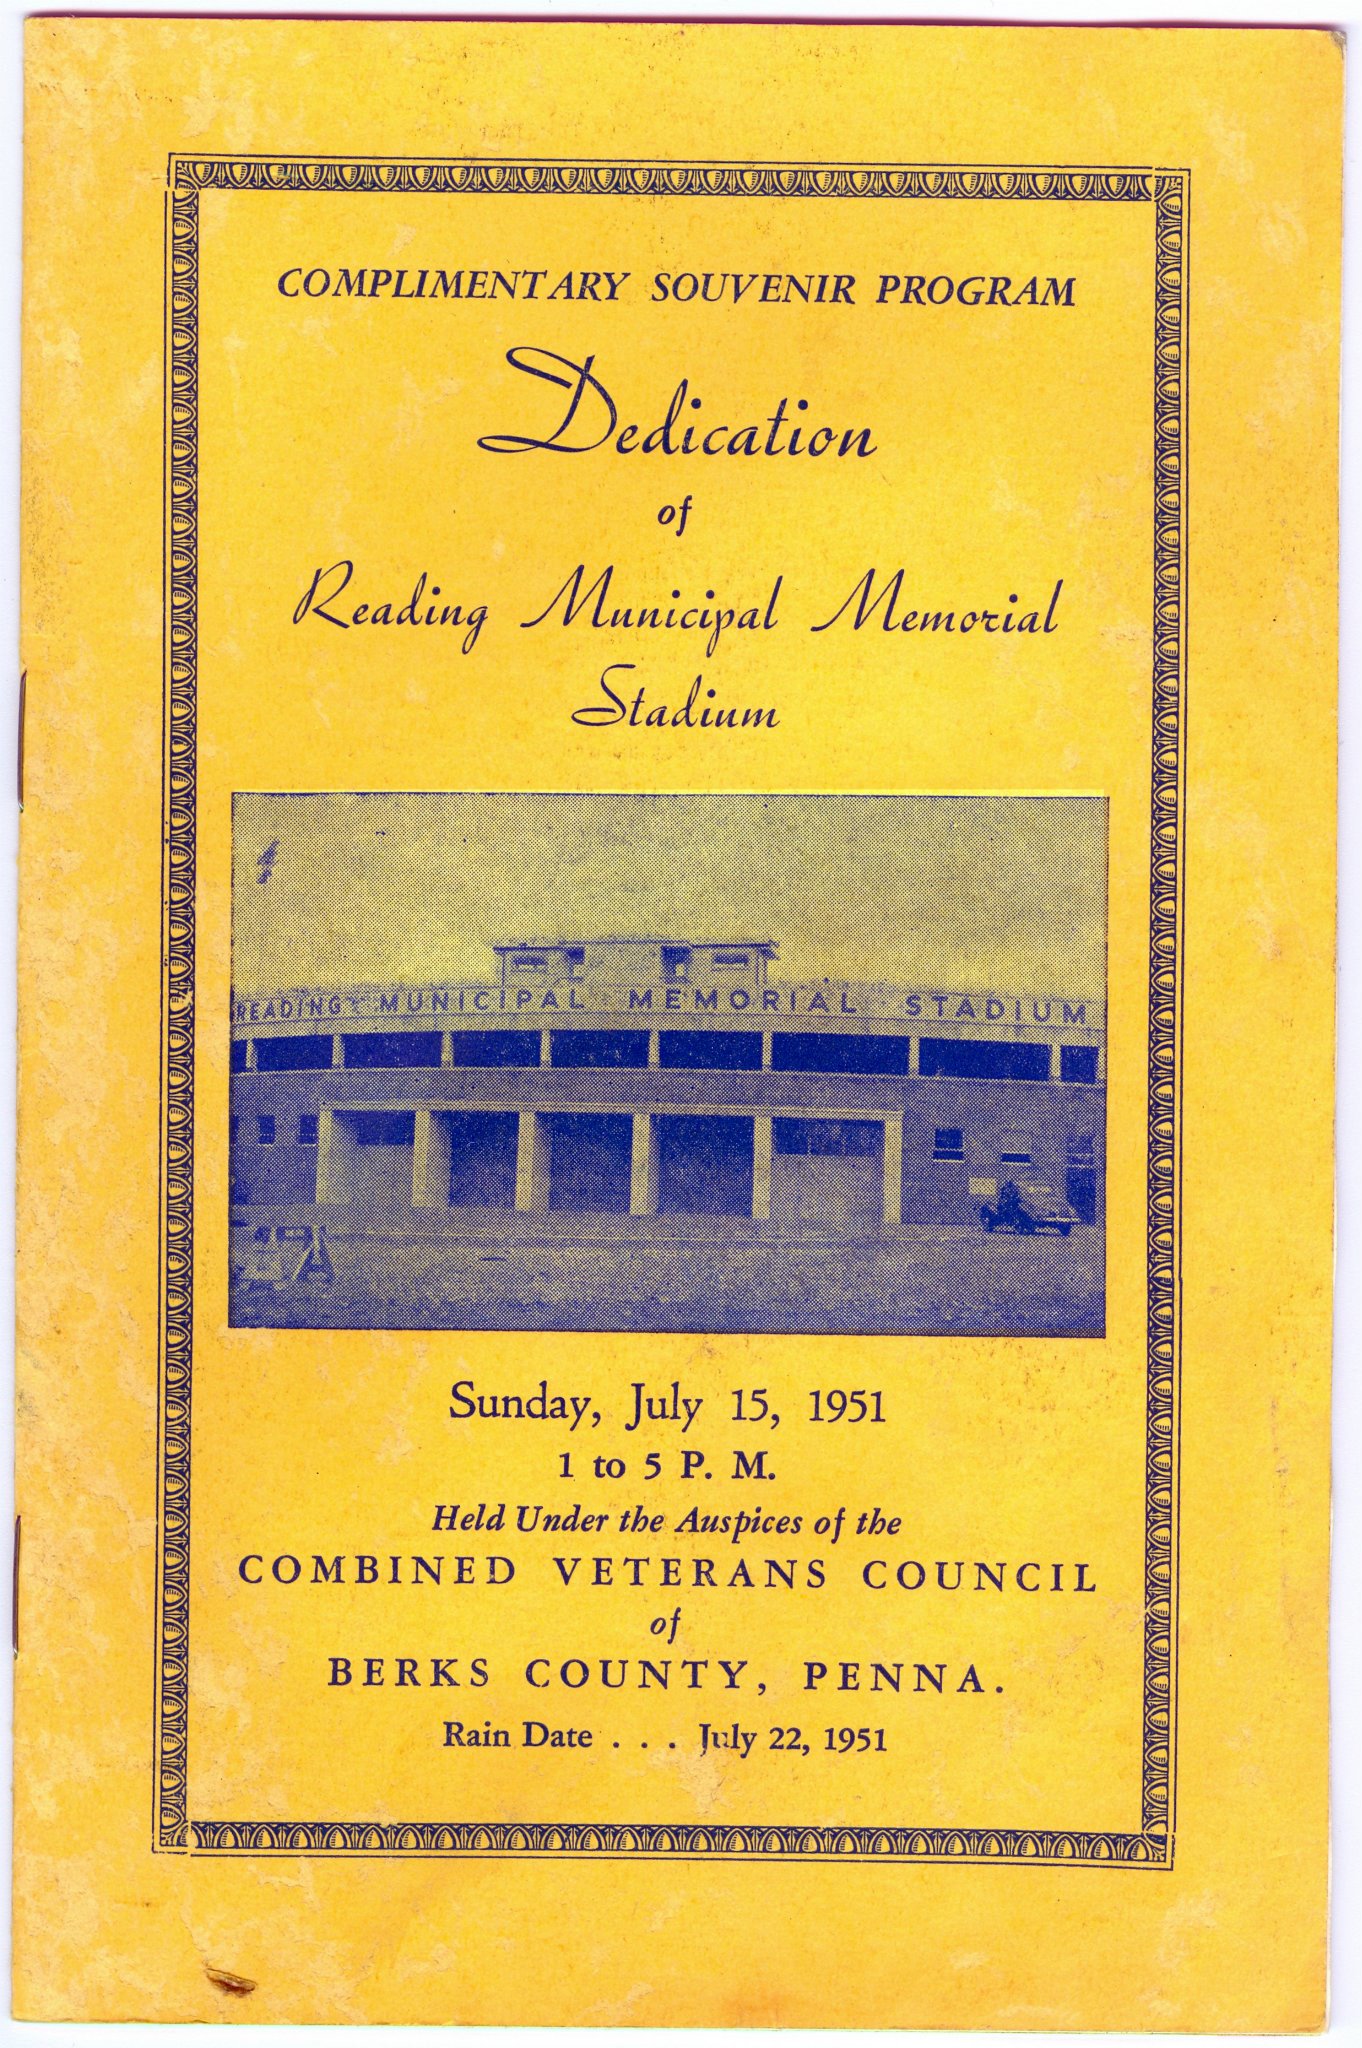 COMPLIMENTARY SOUVENIR PROGRAM
Dedication
of
Reading Municipal Memorial
Stadium
READING MUNICIPAL MEMORIAL STADIUM
Sunday, July 15, 1951
1 to 5 P. M.
Held Under the Auspices of the
COMBINED VETERANS COUNCIL
of
BERKS COUNTY, PENNA.
Rain Date . . . July 22, 1951